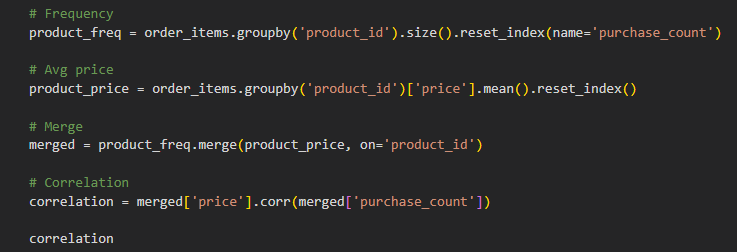 # Frequency
product_freq = order_items.groupby('product_id').size().reset_index(name='purchase_count')
# Avg price
product_price = order_items.groupby('product_id')['price'].mean().reset_index()
# Merge
merged = product_freq.merge(product_price, on='product_id')
# Correlation
correlation = merged['price'].corr(merged['purchase_count'])
correlation